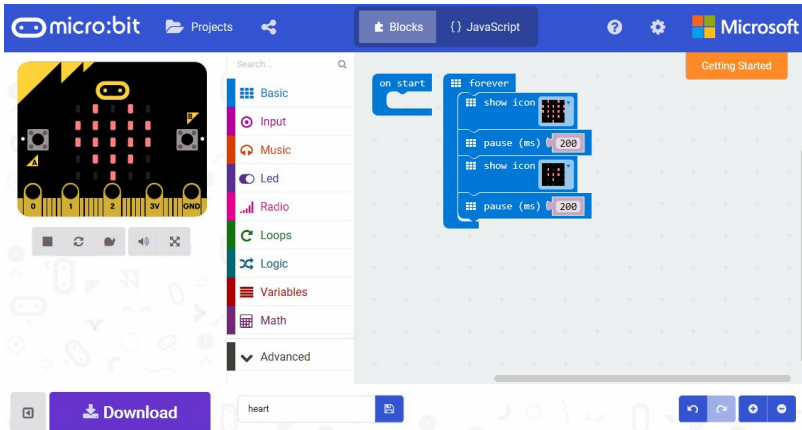 micro:bit
Projects
Blocks
{} JavaScript
?
Microsoft
Search...
Getting Started
Basic
Input
Music
Led
Radio
Loops
Logic
Variables
Math
Advanced
B
A
0 1 2 3V GND
on start
forever
show icon
pause (ms) 200
show icon
pause (ms) 200
Download
heart